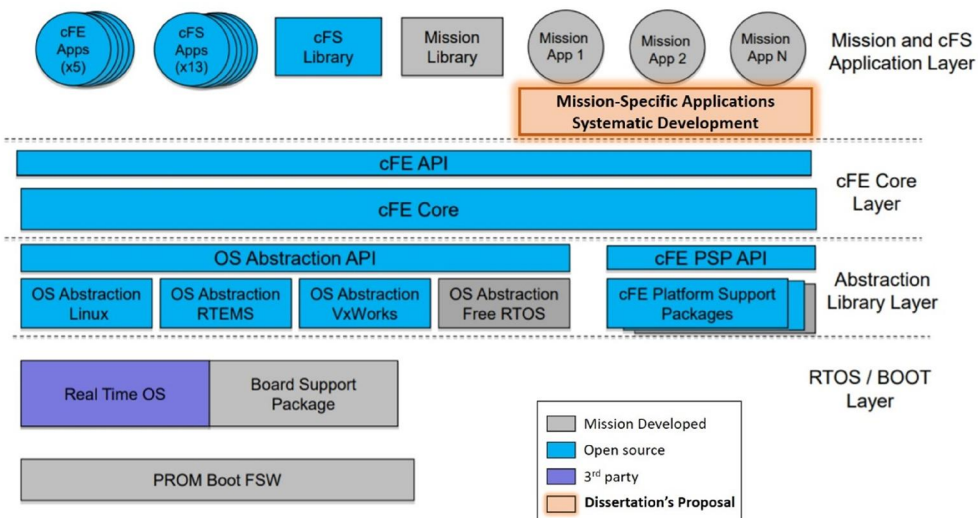 cFE
Apps
(x5)
cFS
Apps
(x13)
cFS
Library
Mission
Library
Mission
App 1
Mission
App 2
Mission
App N
Mission and cFS
Application Layer
Mission-Specific Applications
Systematic Development
cFE API
cFE Core
cFE Core
Layer
OS Abstraction API
cFE PSP API
OS Abstraction
Linux
OS Abstraction
RTEMS
OS Abstraction
VxWorks
OS Abstraction
Free RTOS
cFE Platform Support
Packages
Abstraction
Library Layer
Real Time OS
Board Support
Package
RTOS / BOOT
Layer
PROM Boot FSW
Mission Developed
Open source
3rd party
Dissertation's Proposal